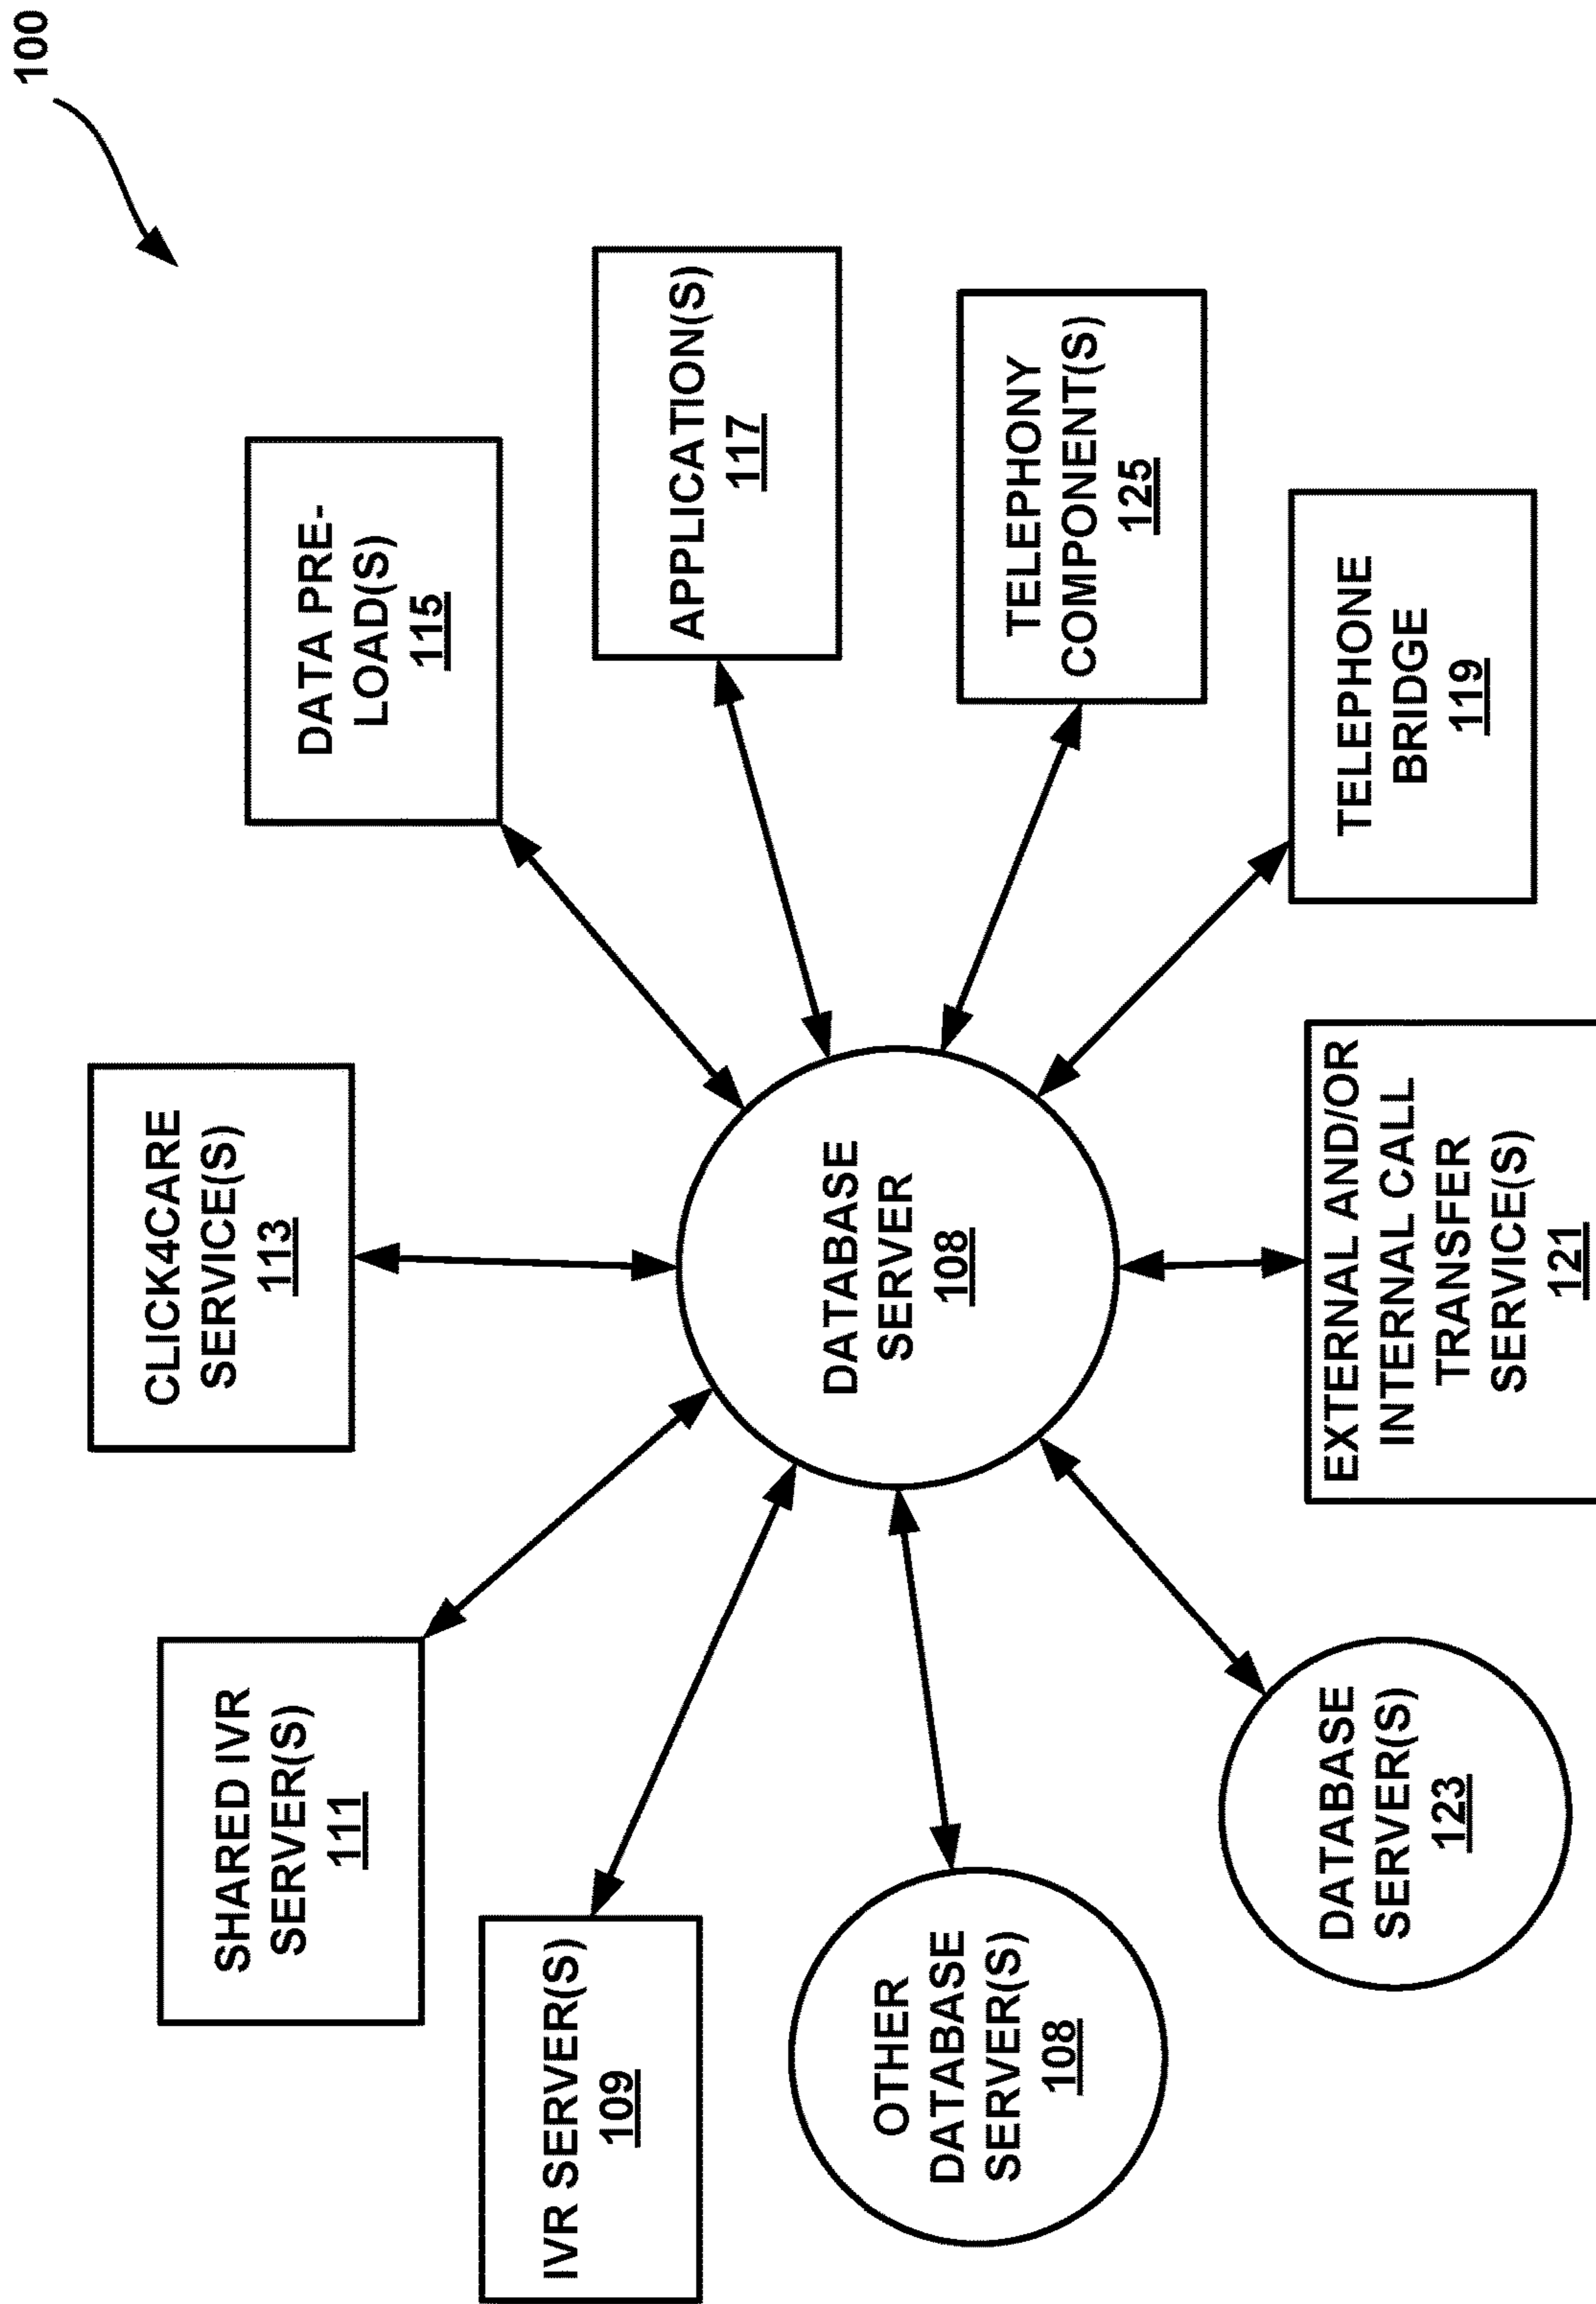 100
CLICK4CARE
SERVICE(S)
113
SHARED IVR
SERVER(S)
111
DATA PRE-
LOAD(S)
115
IVR SERVER(S)
109
APPLICATION(S)
117
DATABASE
SERVER
108
OTHER
DATABASE
SERVER(S)
108
TELEPHONY
COMPONENT(S)
125
DATABASE
SERVER(S)
123
EXTERNAL AND/OR
INTERNAL CALL
TRANSFER
SERVICE(S)
121
TELEPHONE
BRIDGE
119